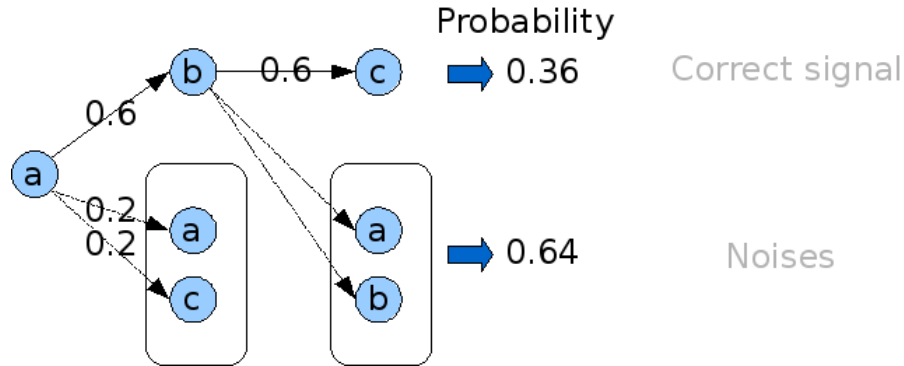 Probability
b 0.6 c 0.36 Correct signal
0.6
a
0.2 a a
0.2 0.64 Noises
c b